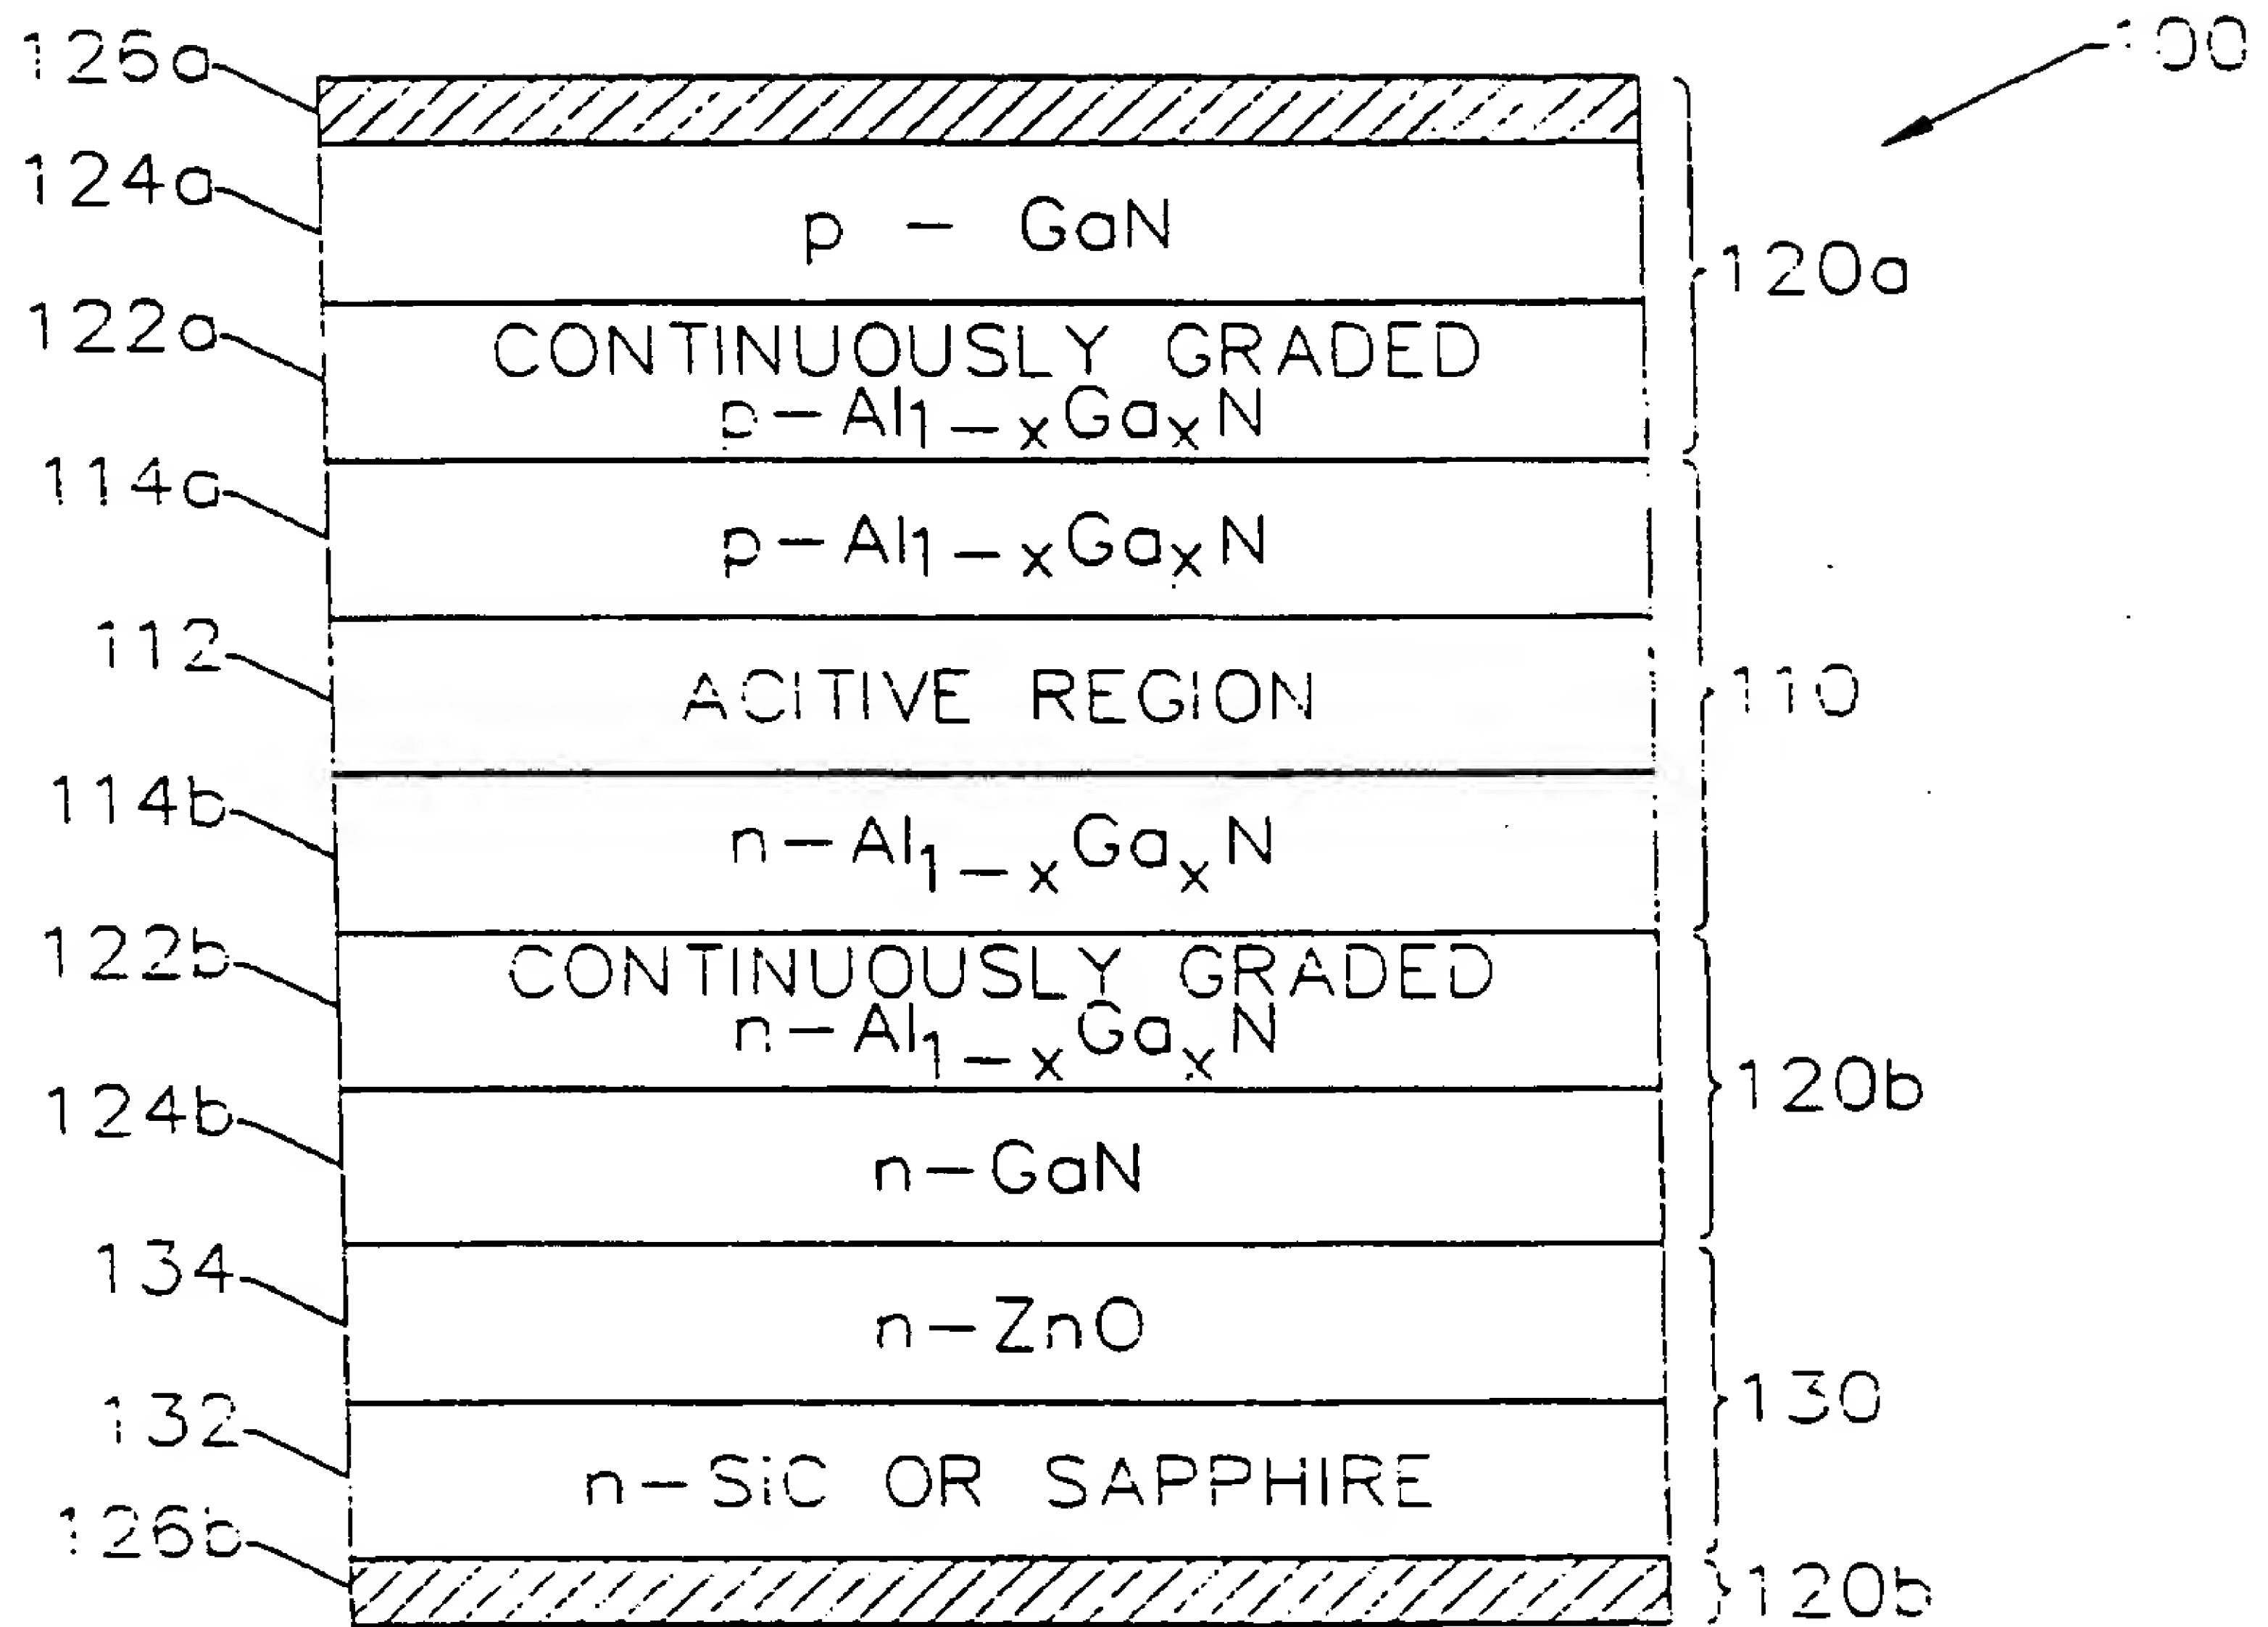 126a
100
124a
p - GaN
120a
122a
CONTINUOUSLY GRADED
p-Al1-xGaxN
114a
p-Al1-xGaxN
112
ACITIVE REGION
110
114b
n-Al1-xGaxN
122b
CONTINUOUSLY GRADED
n-Al1-xGaxN
120b
124b
n-GaN
134
n-ZnO
130
132
n-SiC OR SAPPHIRE
126b
120b